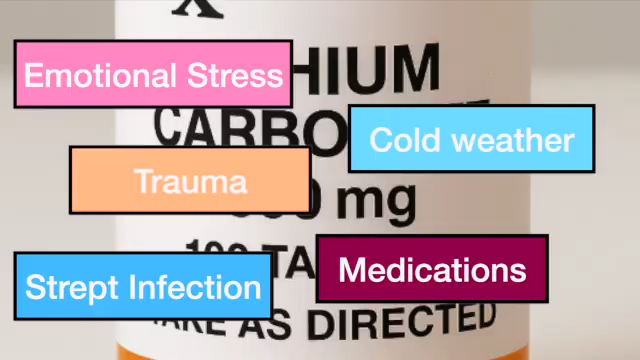 Emotional Stress
HIUM
CARBO
Cold weather
Trauma
mg
Strept Infection
Medications
AS DIRECTED